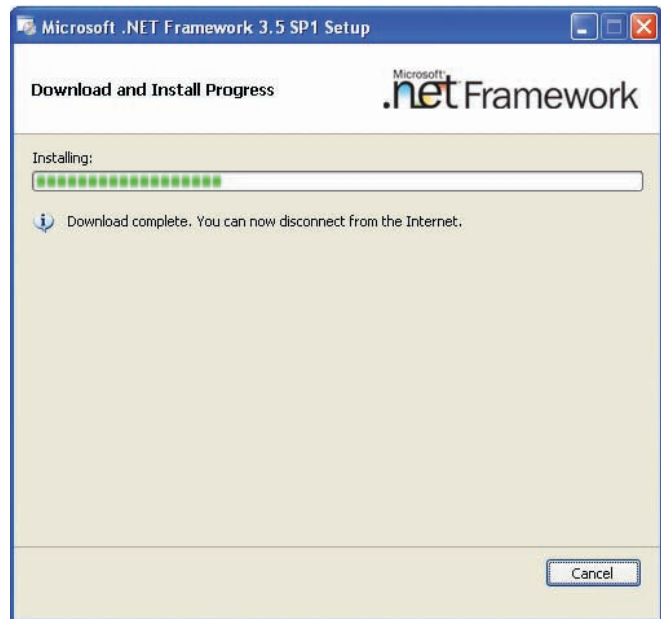 Microsoft .NET Framework 3.5 SP1 Setup
Download and Install Progress
Microsoft
.net Framework
Installing:
Download complete. You can now disconnect from the Internet.
Cancel